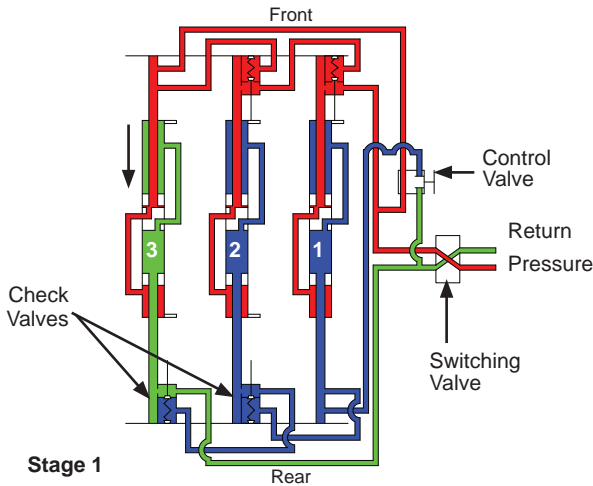 Front
Control
Valve
Return
Pressure
3
2
1
Check
Valves
Switching
Valve
Stage 1
Rear